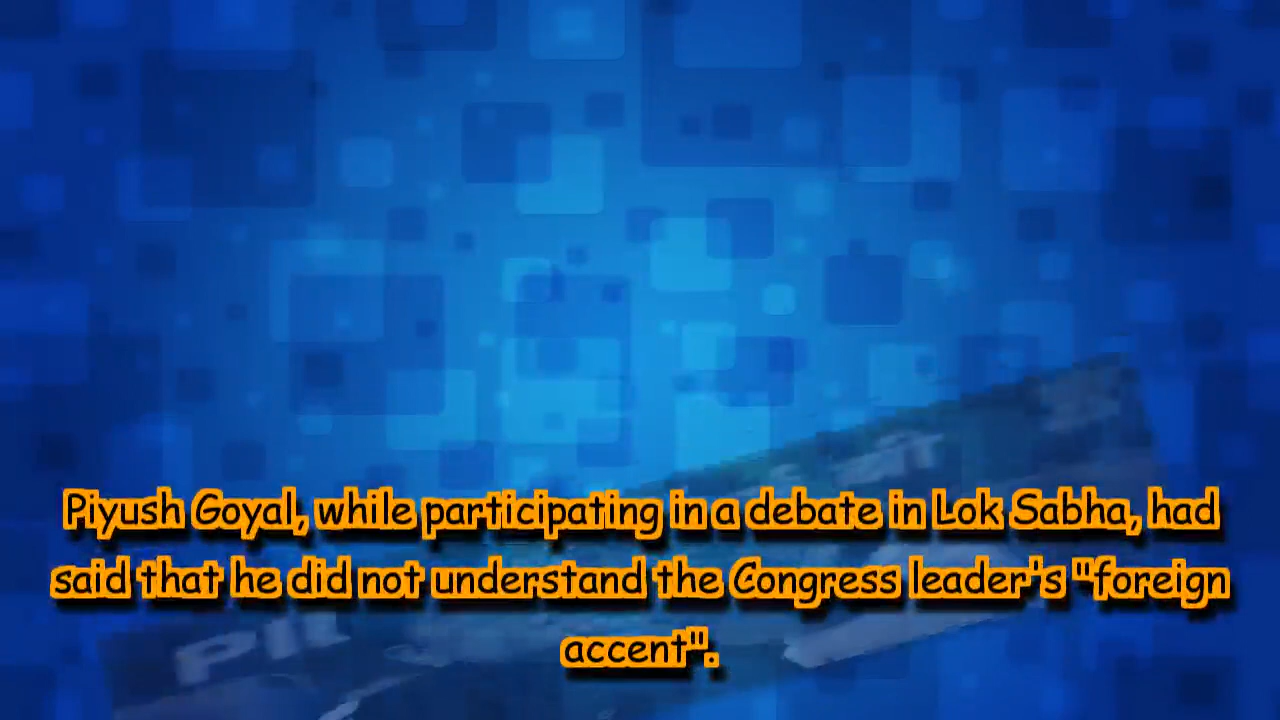 Piyush Goyal, while participating in a debate in Lok Sabha, had
said that he did not understand the Congress leader's "foreign
accent".